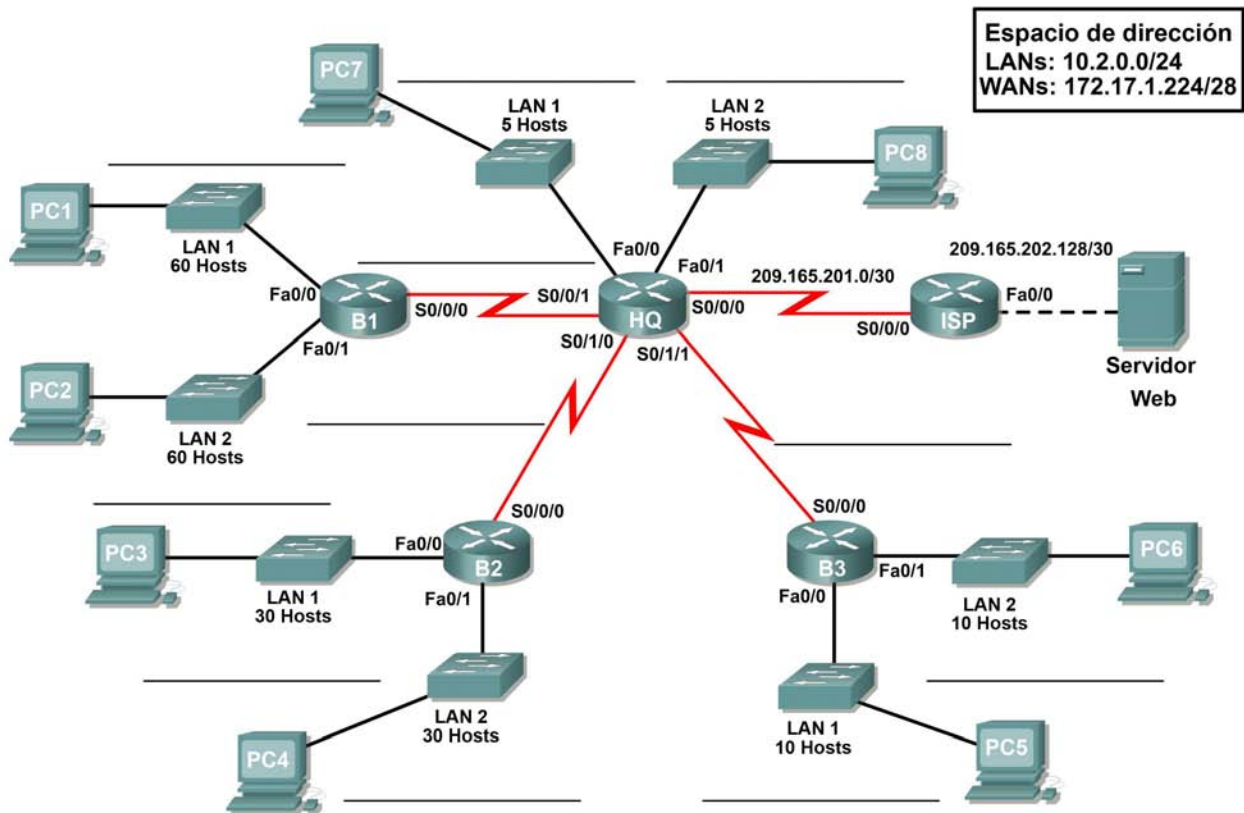 Espacio de dirección
LANs: 10.2.0.0/24
WANs: 172.17.1.224/28
PC7
LAN 1
5 Hosts
LAN 2
5 Hosts
PC8
PC1
LAN 1
60 Hosts
Fa0/0
Fa0/1
209.165.202.128/30
209.165.201.0/30
Fa0/0
S0/0/0
B1
Fa0/1
S0/0/1
HQ
S0/0/0
S0/1/0
S0/1/1
S0/0/0
ISP
Fa0/0
Servidor
Web
PC2
LAN 2
60 Hosts
PC3
LAN 1
30 Hosts
Fa0/0
S0/0/0
B2
Fa0/1
LAN 2
30 Hosts
PC4
S0/0/0
B3
Fa0/1
Fa0/0
LAN 2
10 Hosts
PC6
LAN 1
10 Hosts
PC5